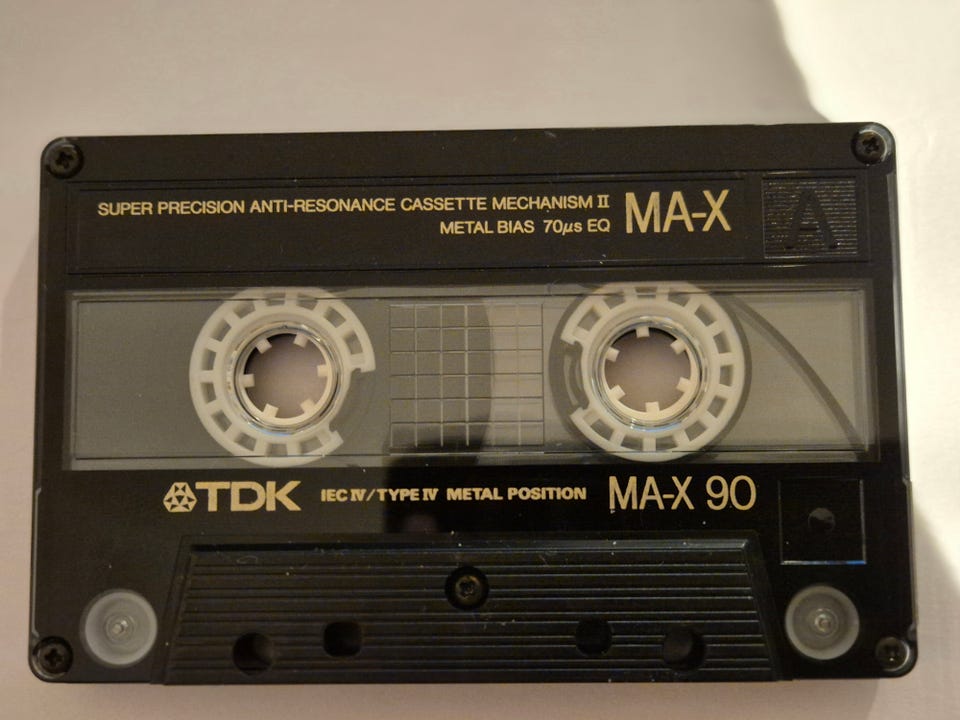 SUPER PRECISION ANTI-RESONANCE CASSETTE MECHANISM II
METAL BIAS 70µs EQ
MA-X
A
TDK IEC IV/TYPE IV METAL POSITION MA-X 90